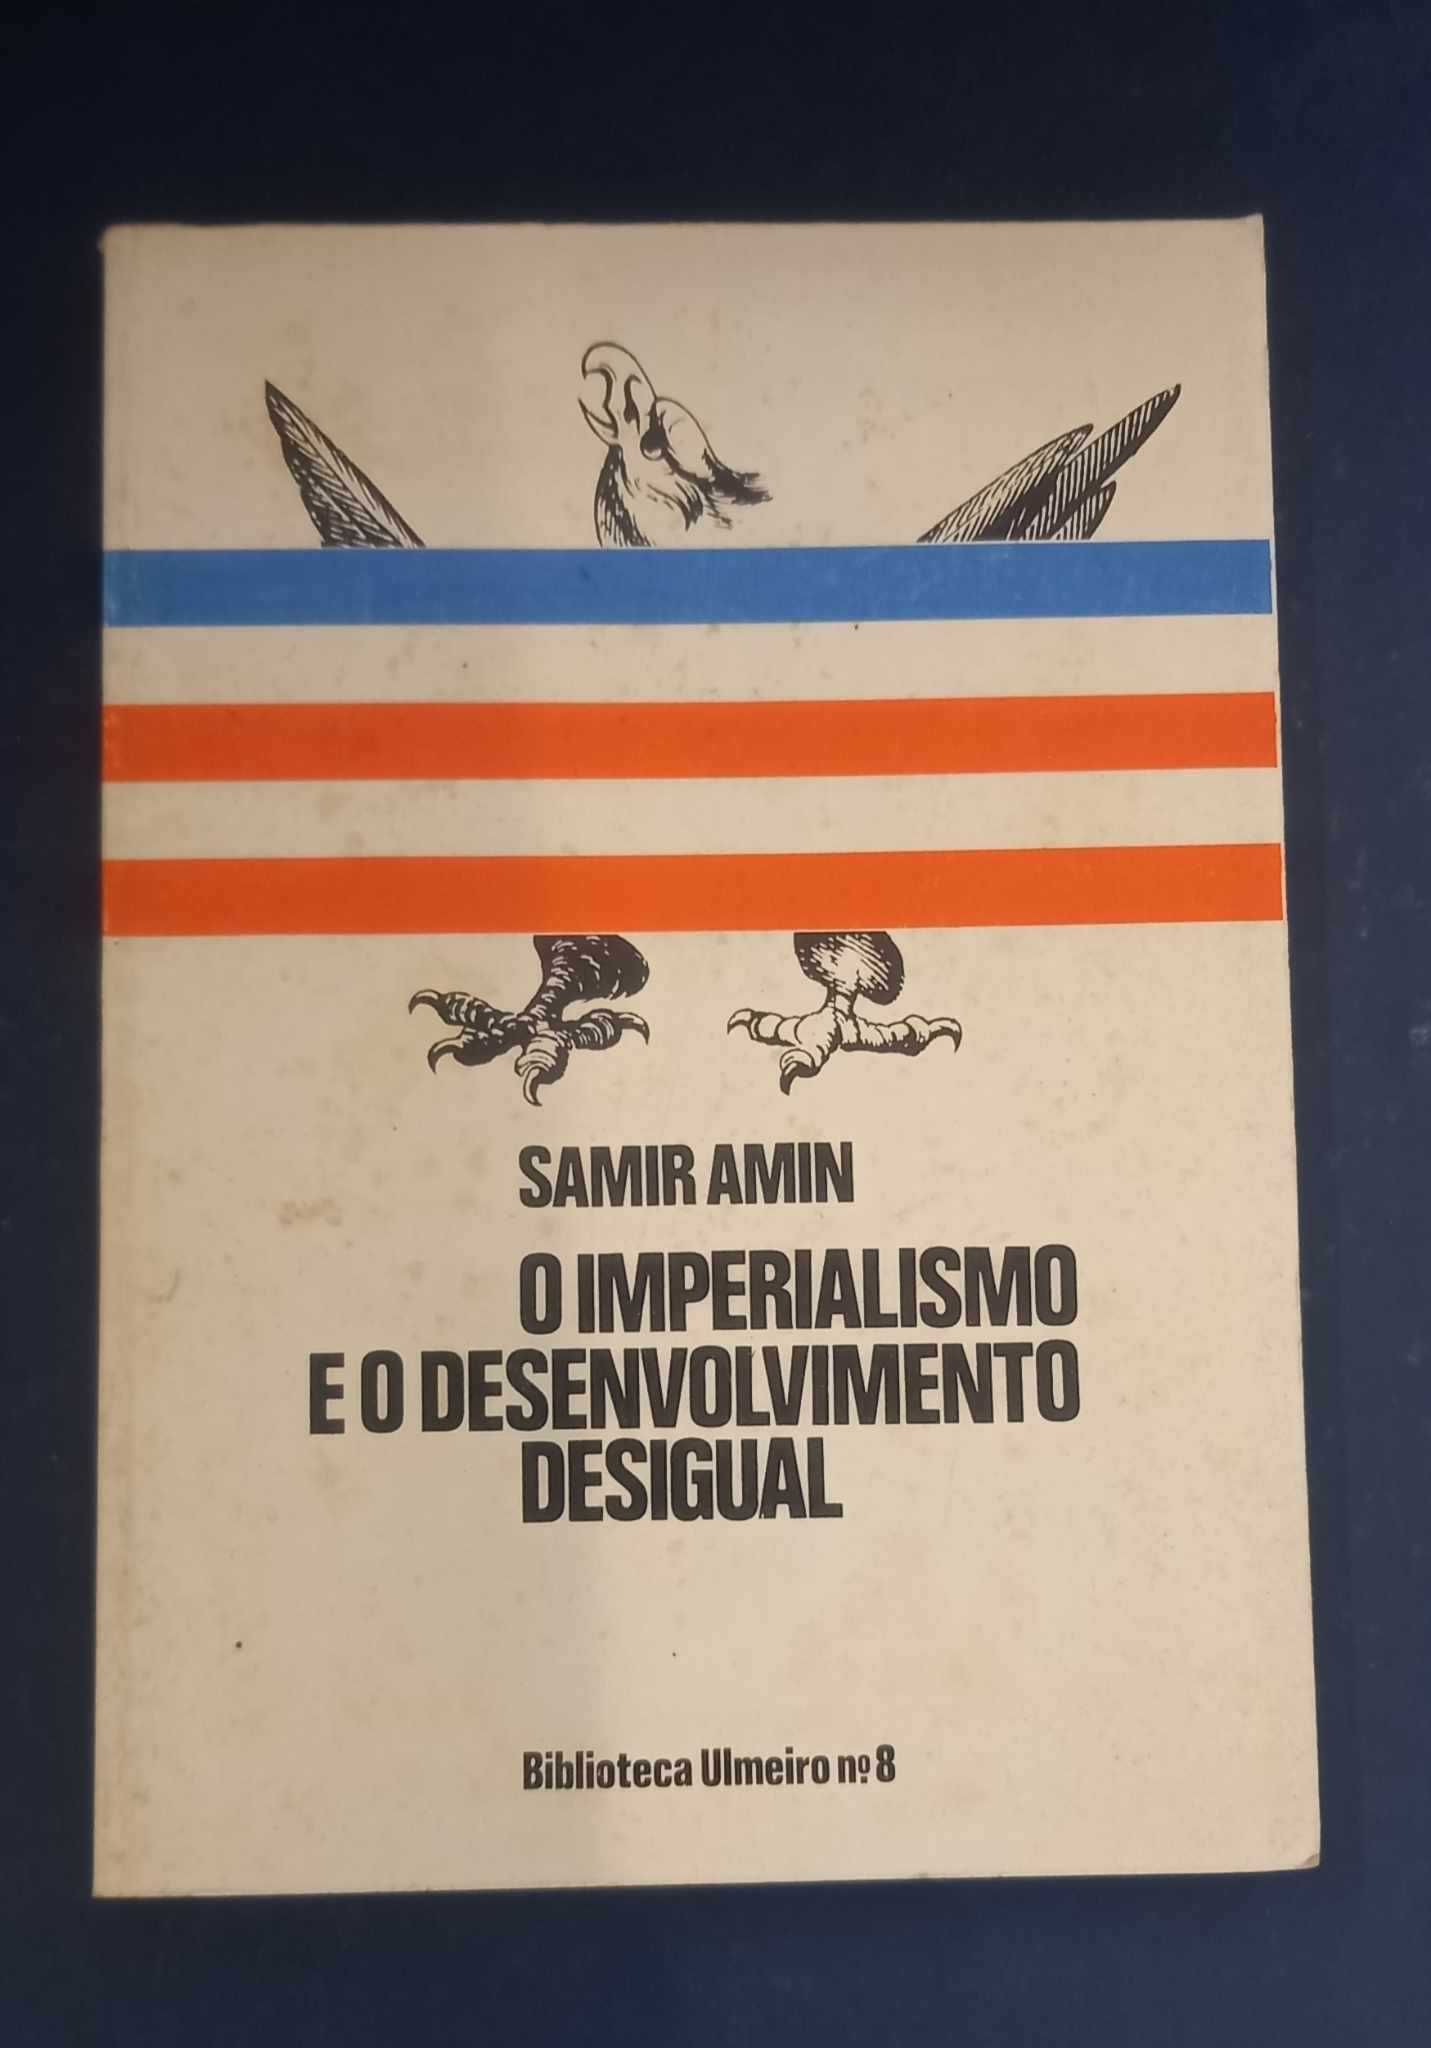 SAMIR AMIN
O IMPERIALISMO
E O DESENVOLVIMENTO
DESIGUAL
Biblioteca Ulmeiro nº 8